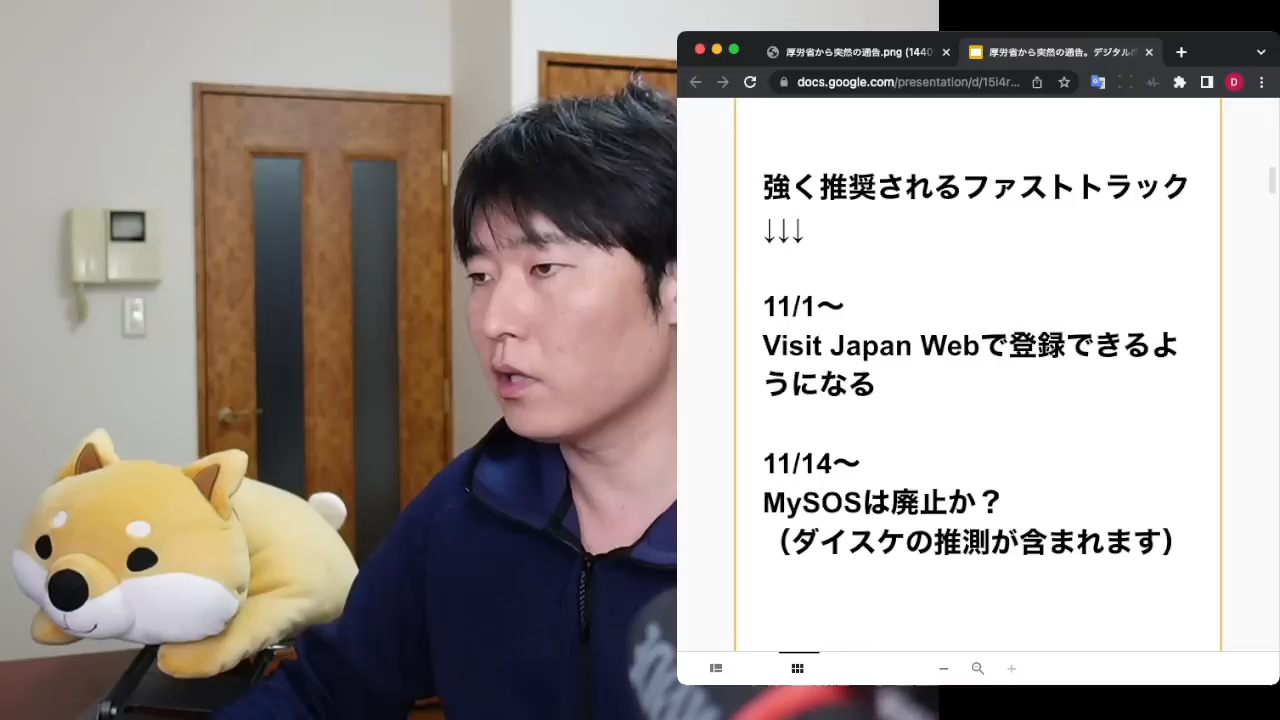 厚労省から突然の通告.png (1440
厚労省から突然の通告。デジタル
docs.google.com/presentation/d/15i4r...
D
強く推奨されるファストトラック
↓↓↓
11/1〜
Visit Japan Webで登録できるよ
うになる
11/14〜
MySOSは廃止か？
（ダイスケの推測が含まれます）